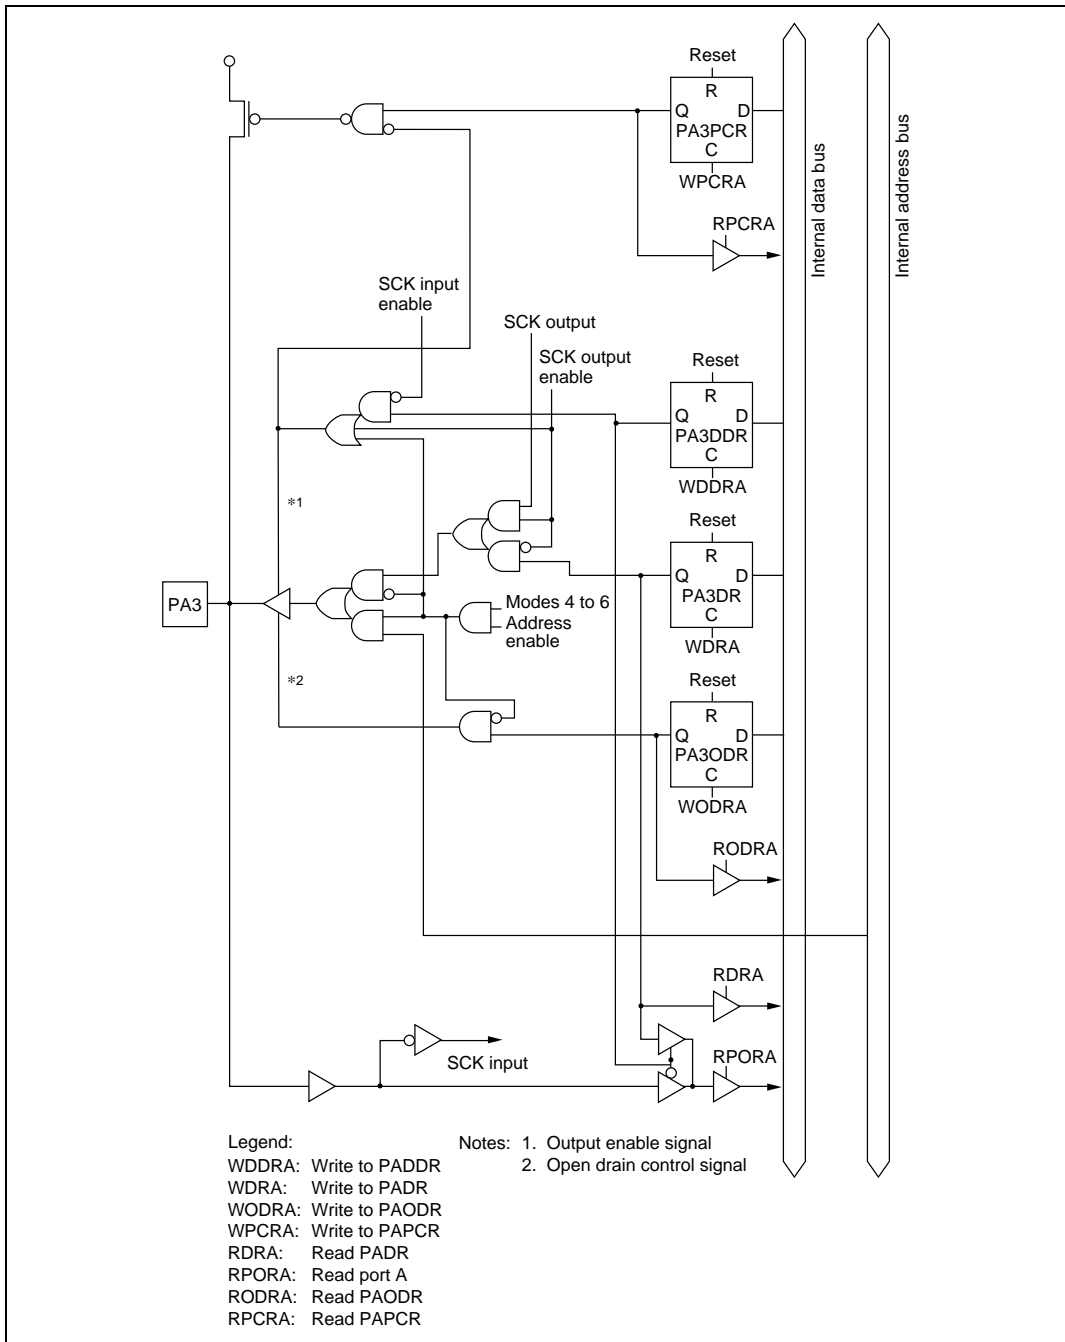 Reset
R
Q D
PA3PCR
C
WPCRA
RPCRA
Internal data bus
Internal address bus
SCK input
enable
SCK output
SCK output
enable
Reset
R
Q D
PA3DDR
C
WDDRA
*1
Reset
R
Q D
PA3DR
C
WDRA
PA3
Modes 4 to 6
Address
enable
*2
Reset
R
Q D
PA3ODR
C
WODRA
RODRA
RDRA
SCK input
RPORA
Legend:
WDDRA: Write to PADDR
WDRA: Write to PADR
WODRA: Write to PAODR
WPCRA: Write to PAPCR
RDRA: Read PADR
RPORA: Read port A
RODRA: Read PAODR
RPCRA: Read PAPCR
Notes: 1. Output enable signal
2. Open drain control signal